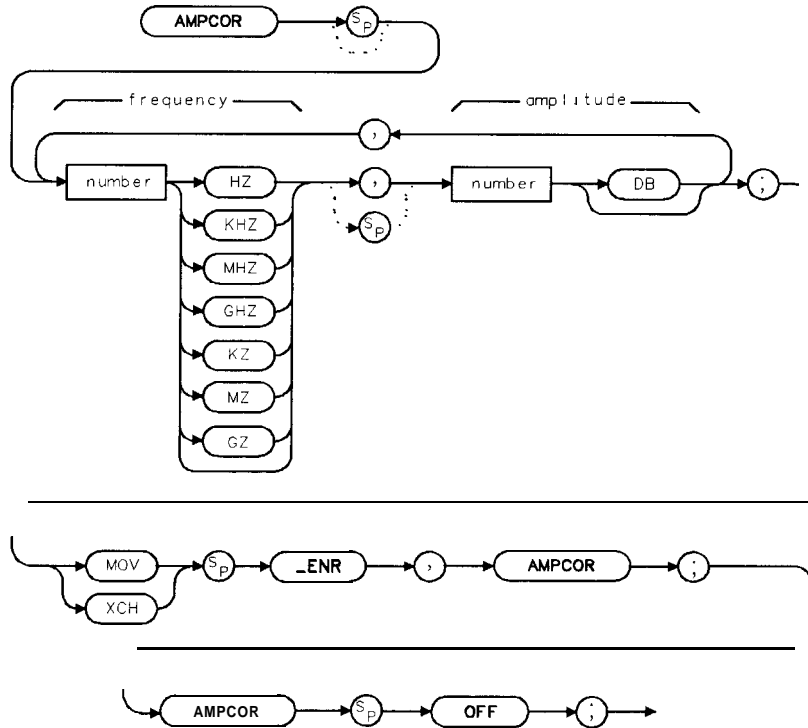 AMPCOR SP
frequency amplitude
,
number HZ , number DB ;
KHZ SP
MHZ
GHZ
KZ
MZ
GZ
MOV SP _ENR , AMPCOR ;
XCH
AMPCOR SP OFF ;